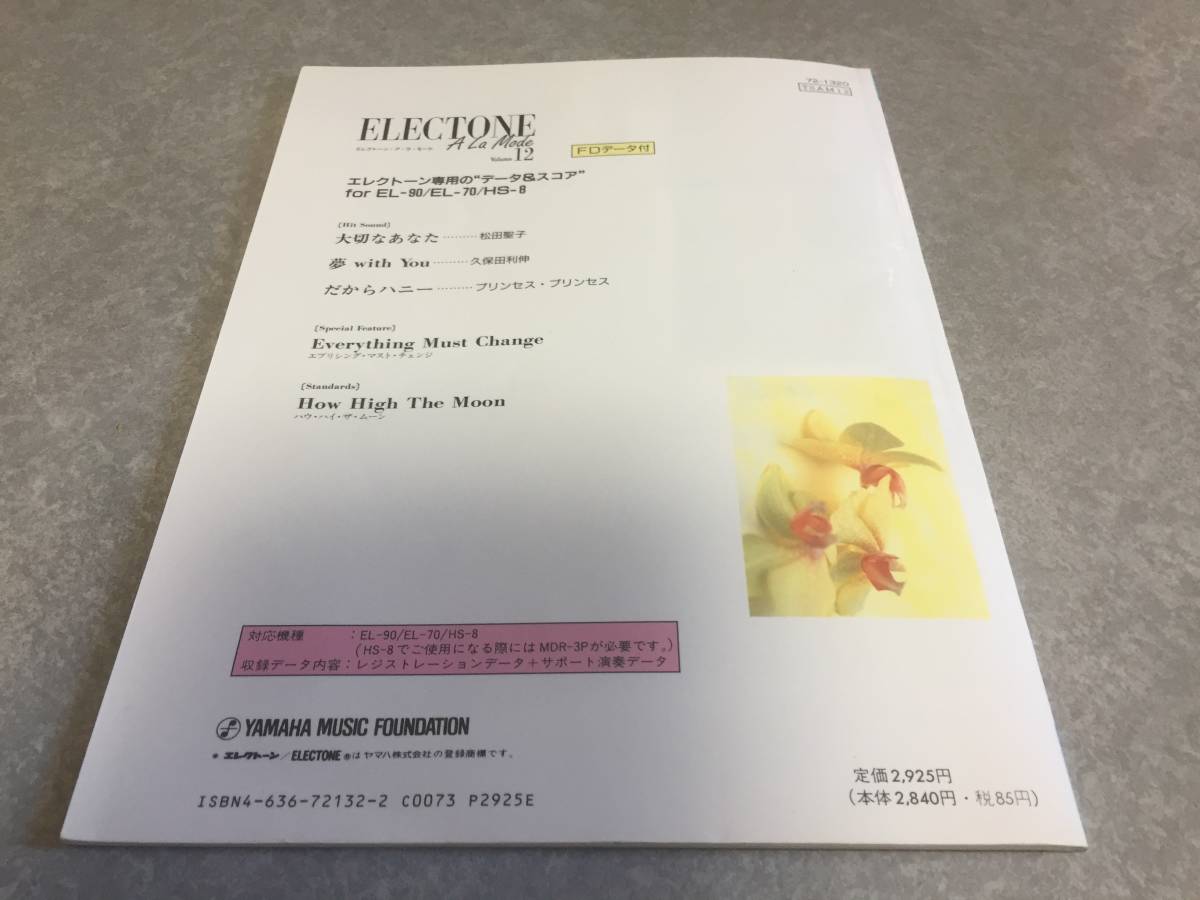 72-1320
TSAM12
ELECTONE
A La Mode
エレクトーン・ア・ラ・モード
Volume 12
FDデータ付
エレクトーン専用の“データ&スコア”
for EL-90/EL-70/HS-8
〔Hit Sound〕
大切なあなた………松田聖子
夢 with You………久保田利伸
だからハニー………プリンセス・プリンセス
〔Special Feature〕
Everything Must Change
エブリシング・マスト・チェンジ
〔Standards〕
How High The Moon
ハウ・ハイ・ザ・ムーン
対応機種 :EL-90/EL-70/HS-8
(HS-8でご使用になる際にはMDR-3Pが必要です。)
収録データ内容:レジストレーションデータ+サポート演奏データ
YAMAHA MUSIC FOUNDATION
* エレクトーン/ELECTONE®はヤマハ株式会社の登録商標です。
ISBN4-636-72132-2 C0073 P2925E
定価2,925円
(本体2,840円・税85円)